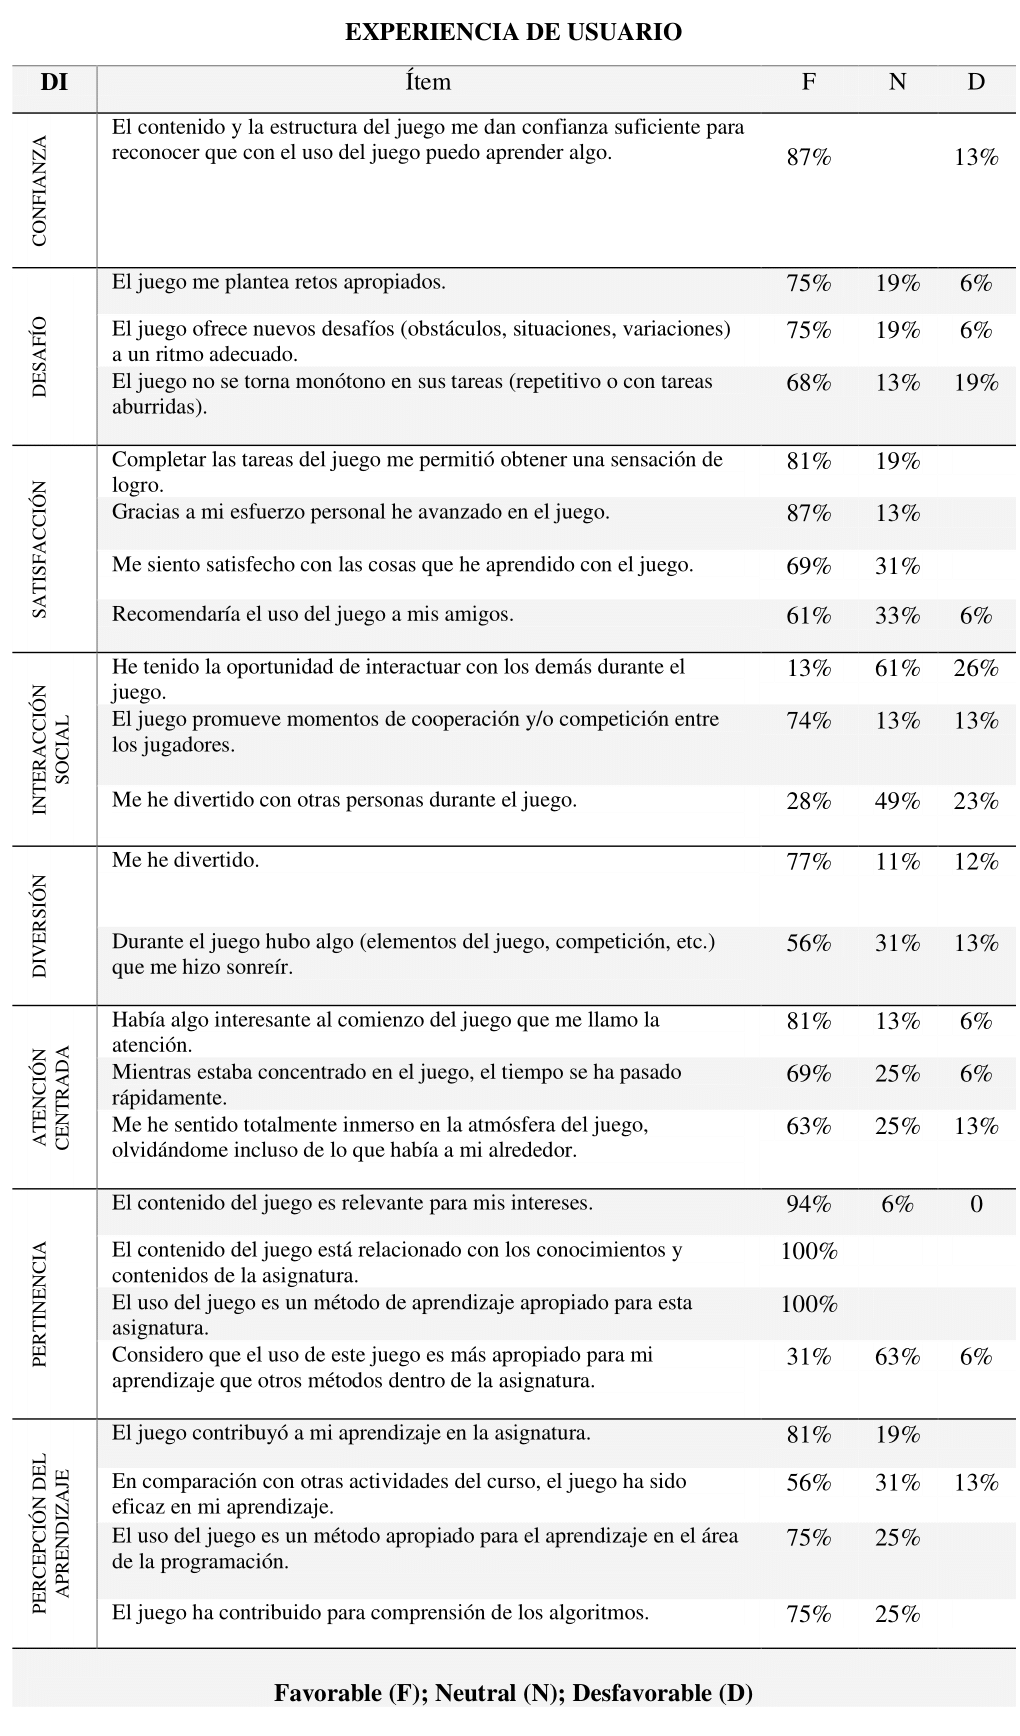 EXPERIENCIA DE USUARIO
DI Ítem F N D
CONFIANZA
El contenido y la estructura del juego me dan confianza suficiente para
reconocer que con el uso del juego puedo aprender algo. 87% 13%
DESAFÍO
El juego me plantea retos apropiados. 75% 19% 6%
El juego ofrece nuevos desafíos (obstáculos, situaciones, variaciones) 75% 19% 6%
a un ritmo adecuado.
El juego no se torna monótono en sus tareas (repetitivo o con tareas 68% 13% 19%
aburridas).
SATISFACCIÓN
Completar las tareas del juego me permitió obtener una sensación de 81% 19%
logro.
Gracias a mi esfuerzo personal he avanzado en el juego. 87% 13%
Me siento satisfecho con las cosas que he aprendido con el juego. 69% 31%
Recomendaría el uso del juego a mis amigos. 61% 33% 6%
INTERACCIÓN
SOCIAL
He tenido la oportunidad de interactuar con los demás durante el 13% 61% 26%
juego.
El juego promueve momentos de cooperación y/o competición entre 74% 13% 13%
los jugadores.
Me he divertido con otras personas durante el juego. 28% 49% 23%
DIVERSIÓN
Me he divertido. 77% 11% 12%
Durante el juego hubo algo (elementos del juego, competición, etc.) 56% 31% 13%
que me hizo sonreír.
ATENCIÓN
CENTRADA
Había algo interesante al comienzo del juego que me llamo la 81% 13% 6%
atención.
Mientras estaba concentrado en el juego, el tiempo se ha pasado 69% 25% 6%
rápidamente.
Me he sentido totalmente inmerso en la atmósfera del juego, 63% 25% 13%
olvidándome incluso de lo que había a mi alrededor.
PERTINENCIA
El contenido del juego es relevante para mis intereses. 94% 6% 0
El contenido del juego está relacionado con los conocimientos y 100%
contenidos de la asignatura.
El uso del juego es un método de aprendizaje apropiado para esta 100%
asignatura.
Considero que el uso de este juego es más apropiado para mi 31% 63% 6%
aprendizaje que otros métodos dentro de la asignatura.
PERCEPCIÓN DEL
APRENDIZAJE
El juego contribuyó a mi aprendizaje en la asignatura. 81% 19%
En comparación con otras actividades del curso, el juego ha sido 56% 31% 13%
eficaz en mi aprendizaje.
El uso del juego es un método apropiado para el aprendizaje en el área 75% 25%
de la programación.
El juego ha contribuido para comprensión de los algoritmos. 75% 25%
Favorable (F); Neutral (N); Desfavorable (D)